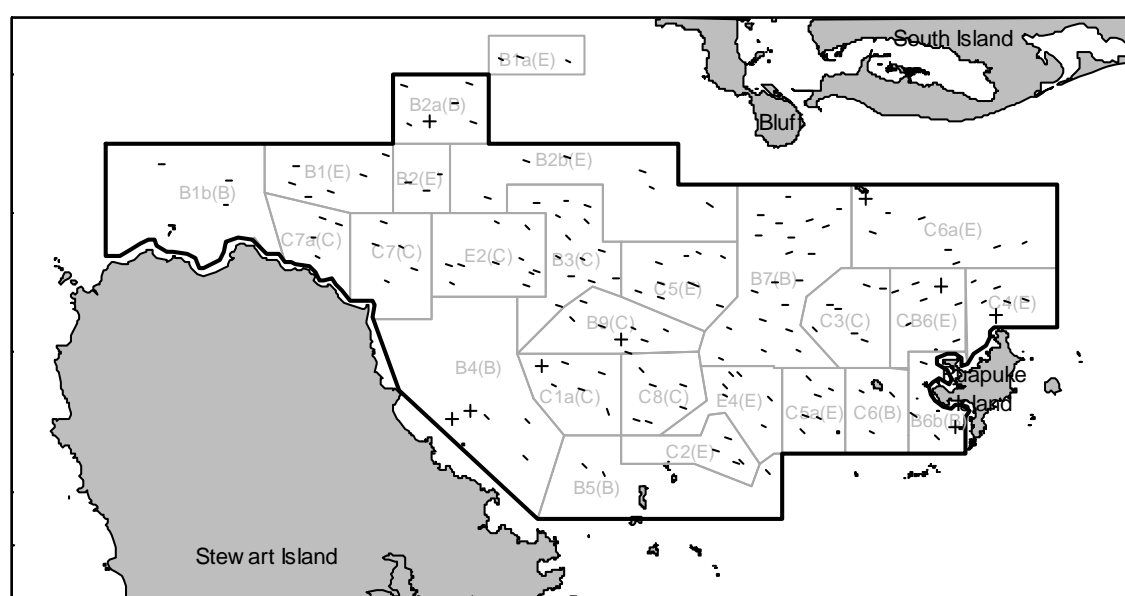 South Island
B1a(E)
B2a(B)
Bluff
B2b(E)
B1(E)
B2(E)
B1b(B)
C6a(E)
C7a(C)
C7(C)
E2(C)
B3(C)
B7(B)
C5(E)
C4(E)
B9(C)
C3(C)
CB6(E)
B4(B)
Ruapuke
Island
C1a(C)
C8(C)
E4(E)
C5a(E)
C6(B)
B6b(B)
C2(E)
B5(B)
Stewart Island